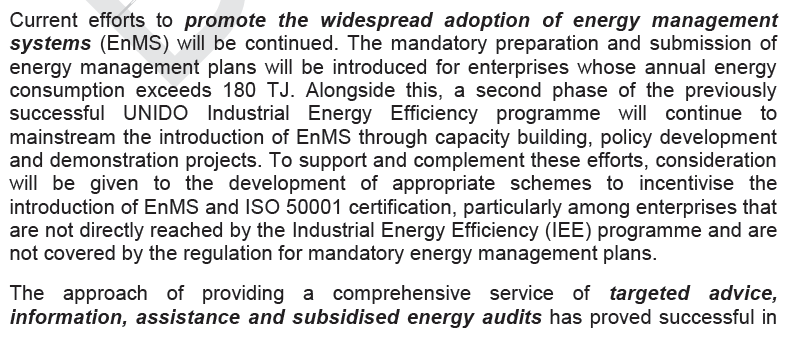 Current efforts to promote the widespread adoption of energy management
systems (EnMS) will be continued. The mandatory preparation and submission of
energy management plans will be introduced for enterprises whose annual energy
consumption exceeds 180 TJ. Alongside this, a second phase of the previously
successful UNIDO Industrial Energy Efficiency programme will continue to
mainstream the introduction of EnMS through capacity building, policy development
and demonstration projects. To support and complement these efforts, consideration
will be given to the development of appropriate schemes to incentivise the
introduction of EnMS and ISO 50001 certification, particularly among enterprises that
are not directly reached by the Industrial Energy Efficiency (IEE) programme and are
not covered by the regulation for mandatory energy management plans.
The approach of providing a comprehensive service of targeted advice,
information, assistance and subsidised energy audits has proved successful in